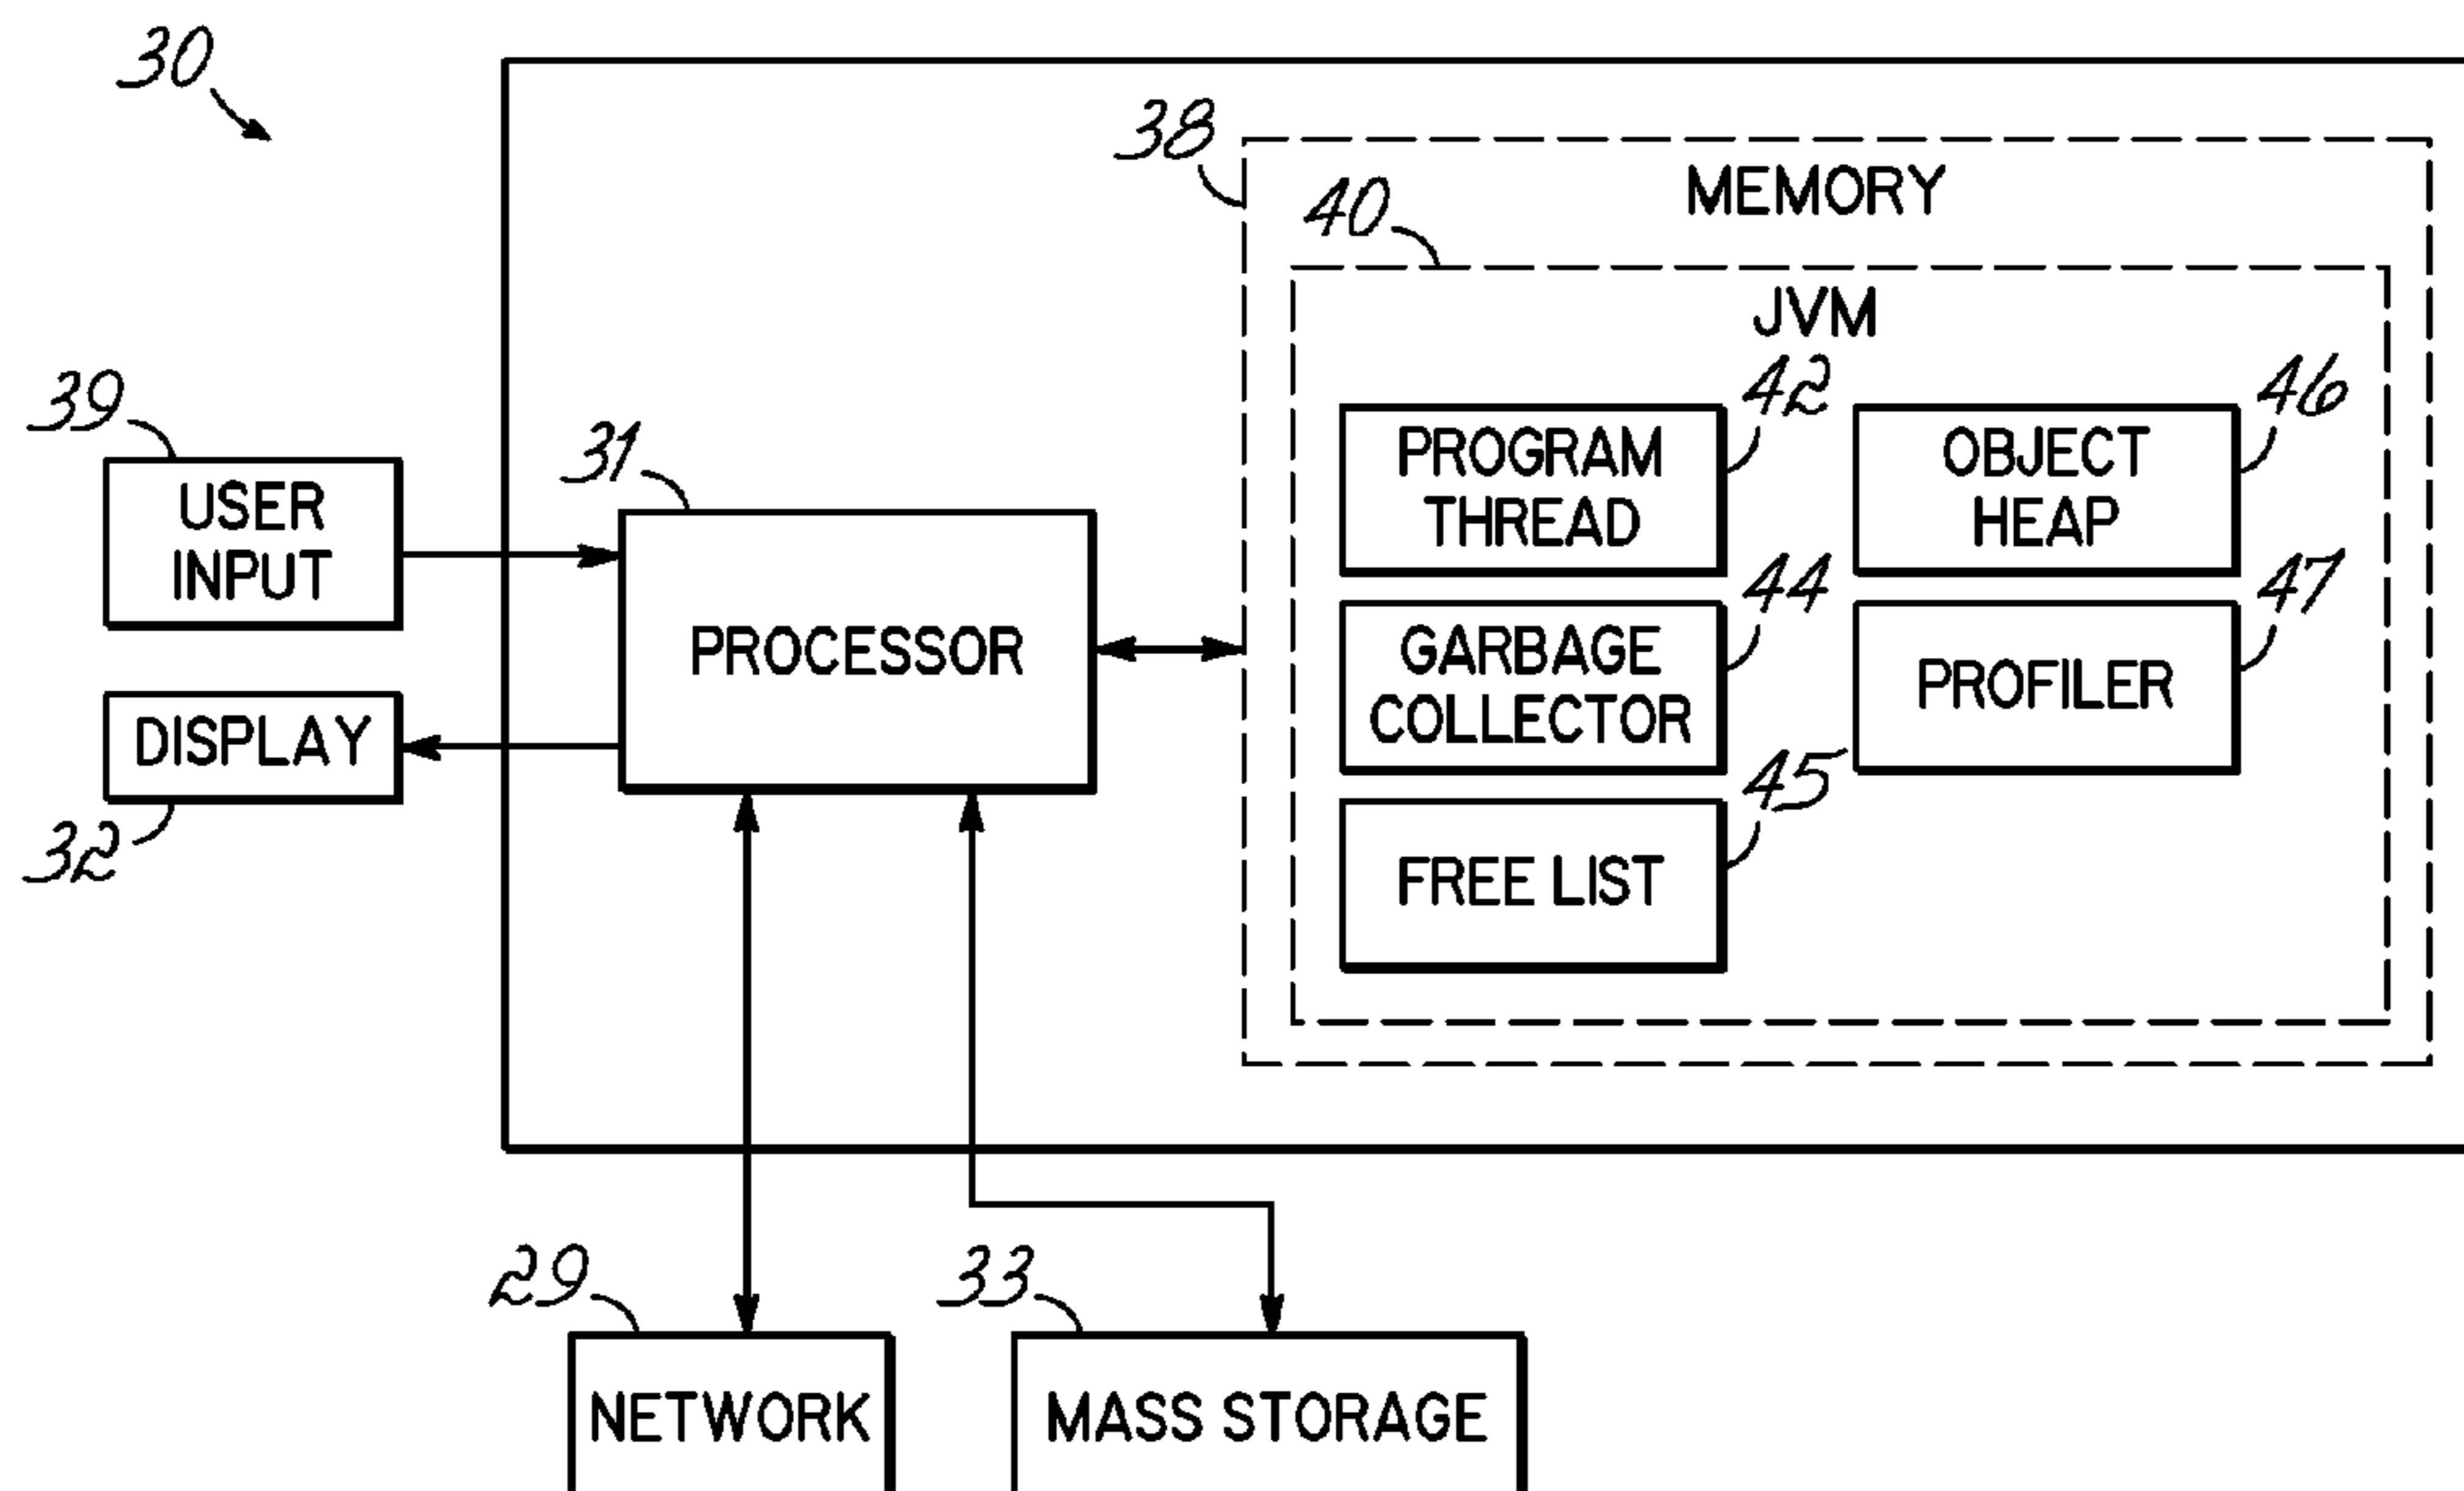 30
38
MEMORY
40
JVM
39
USER
INPUT
31
PROCESSOR
42
PROGRAM
THREAD
46
OBJECT
HEAP
44
GARBAGE
COLLECTOR
47
PROFILER
DISPLAY
32
45
FREE LIST
29
NETWORK
33
MASS STORAGE